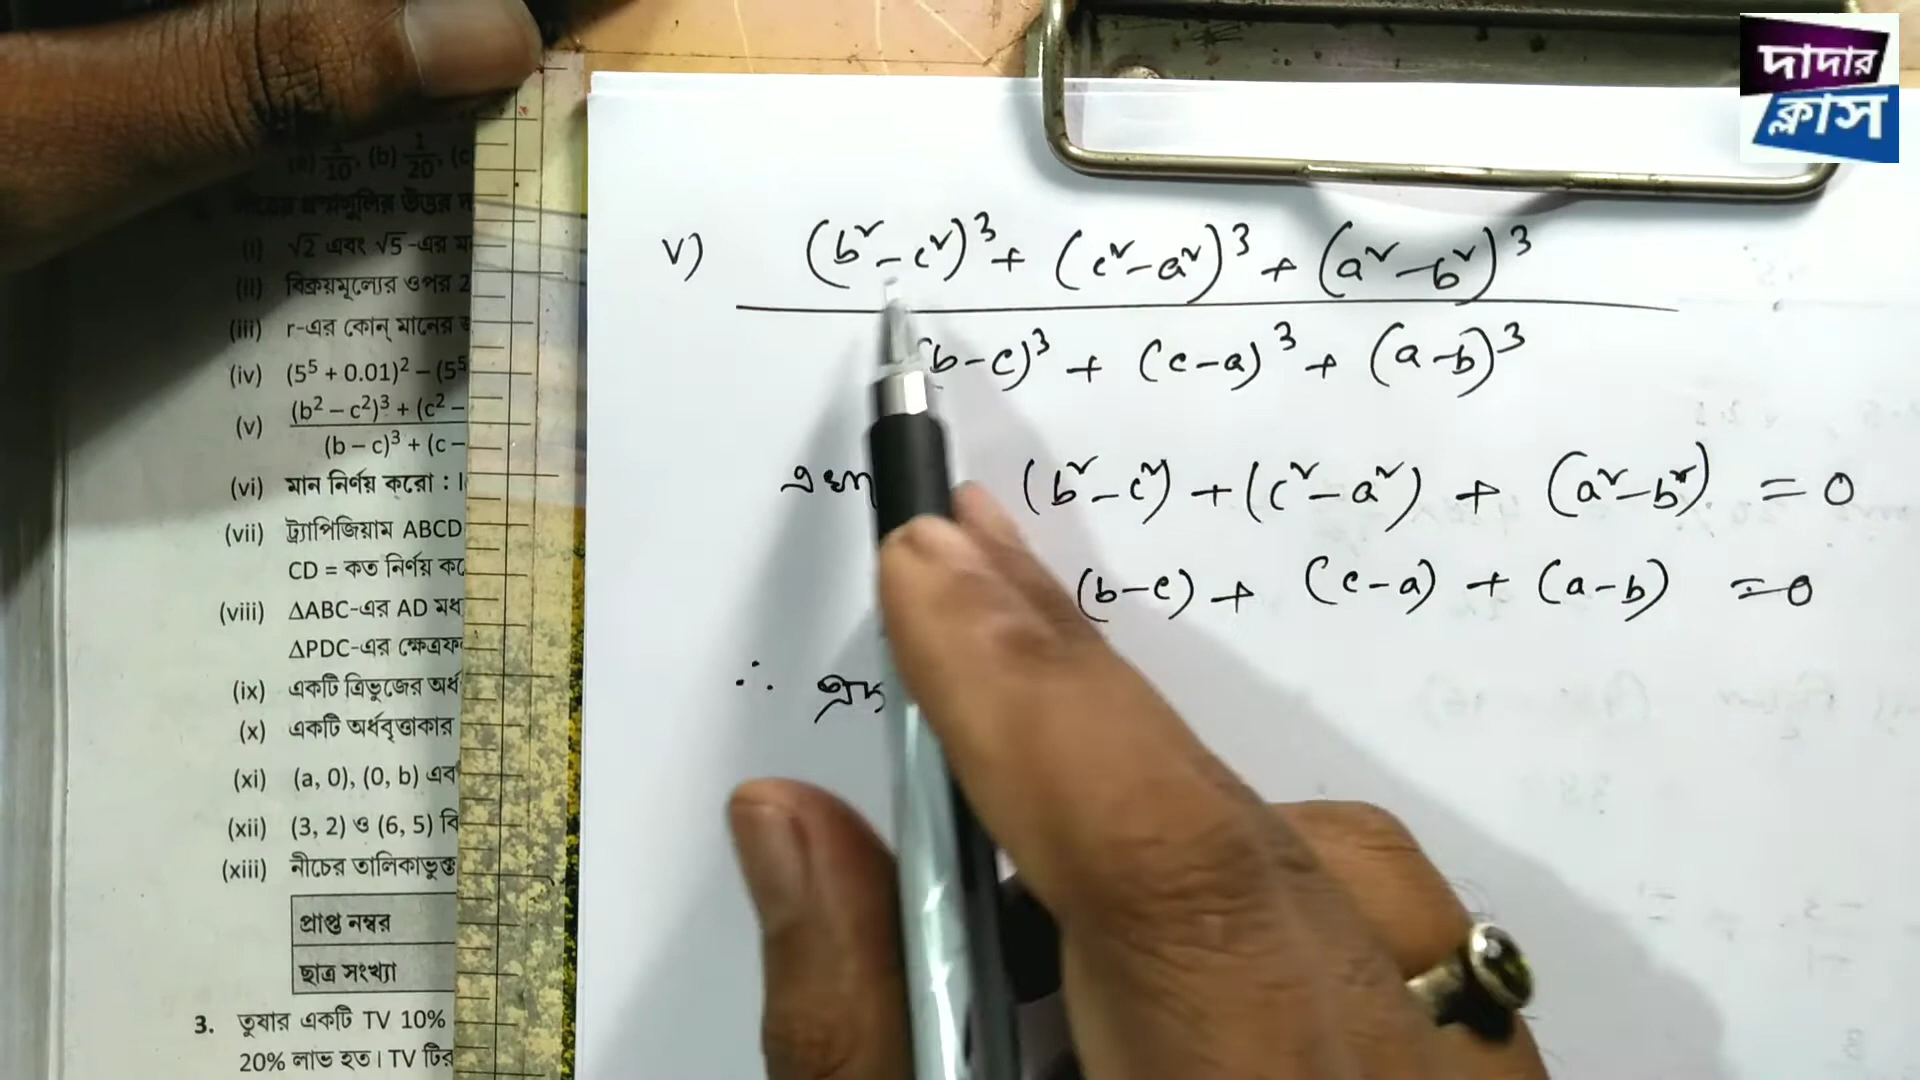 দাদার
ক্লাস
(b) 1/20, (c
(i) √2 এবং √5-এর ম
(ii) বিক্রয়মূল্যের ওপর 2
(iii) r-এর কোন্ মানের
(iv) (5⁵ + 0.01)² – (5⁵
(v) (b² – c²)³ + (c² –
(b – c)³ + (c –
(vi) মান নির্ণয় করো :
(vii) ট্র্যাপিজিয়াম ABCD
CD = কত নির্ণয় ক
(viii) ΔABC-এর AD মধ্য
ΔPDC-এর ক্ষেত্রফ
(ix) একটি ত্রিভুজের অর্ধ
(x) একটি অর্ধবৃত্তাকার
(xi) (a, 0), (0, b) এব
(xii) (3, 2) ও (6, 5) বি
(xiii) নীচের তালিকাভুক্ত
প্রাপ্ত নম্বর
ছাত্র সংখ্যা
3. তুষার একটি TV 10%
20% লাভ হত। TV টির
v) (b² – c²)³ + (c² – a²)³ + (a² – b²)³
(b – c)³ + (c – a)³ + (a – b)³
(b² – c²) + (c² – a²) + (a² – b²) = 0
(b – c) + (c – a) + (a – b) = 0
∴ প্রদ